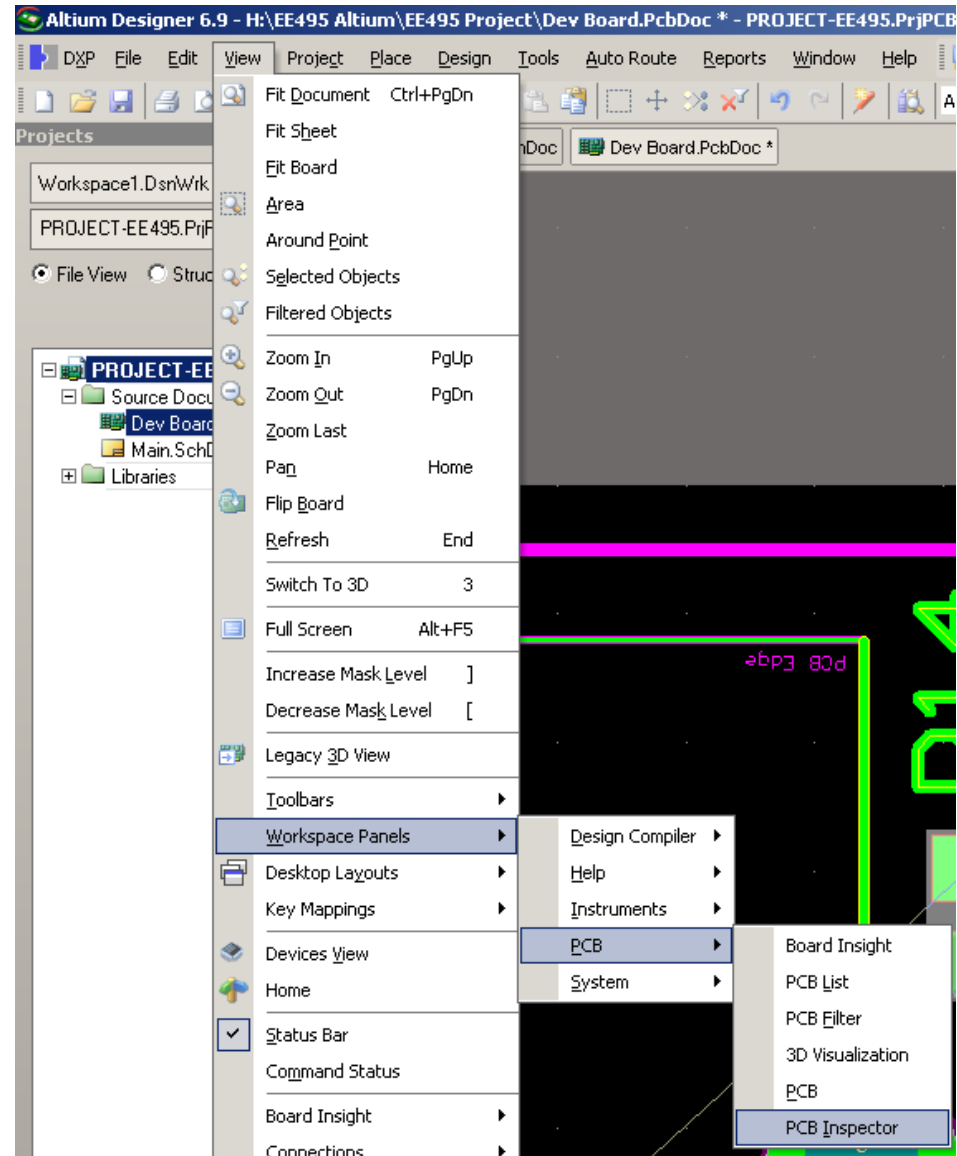 Altium Designer 6.9 - H:\EE495 Altium\EE495 Project\Dev Board.PcbDoc * - PROJECT-EE495.PrjPCB
DXP File Edit View Project Place Design Tools Auto Route Reports Window Help
Projects
Workspace1.DsnWrk
PROJECT-EE495.PrjP
File View Struc
PROJECT-EE
Source Docu
Dev Board
Main.SchD
Libraries
Fit Document Ctrl+PgDn
Fit Sheet
Fit Board
Area
Around Point
Selected Objects
Filtered Objects
Zoom In PgUp
Zoom Out PgDn
Zoom Last
Pan Home
Flip Board
Refresh End
Switch To 3D 3
Full Screen Alt+F5
Increase Mask Level ]
Decrease Mask Level [
Legacy 3D View
Toolbars
Workspace Panels
Desktop Layouts
Key Mappings
Devices View
Home
Status Bar
Command Status
Board Insight
Connections
Design Compiler
Help
Instruments
PCB
System
Board Insight
PCB List
PCB Filter
3D Visualization
PCB
PCB Inspector
nDoc
Dev Board.PcbDoc *
A
PCB Edge